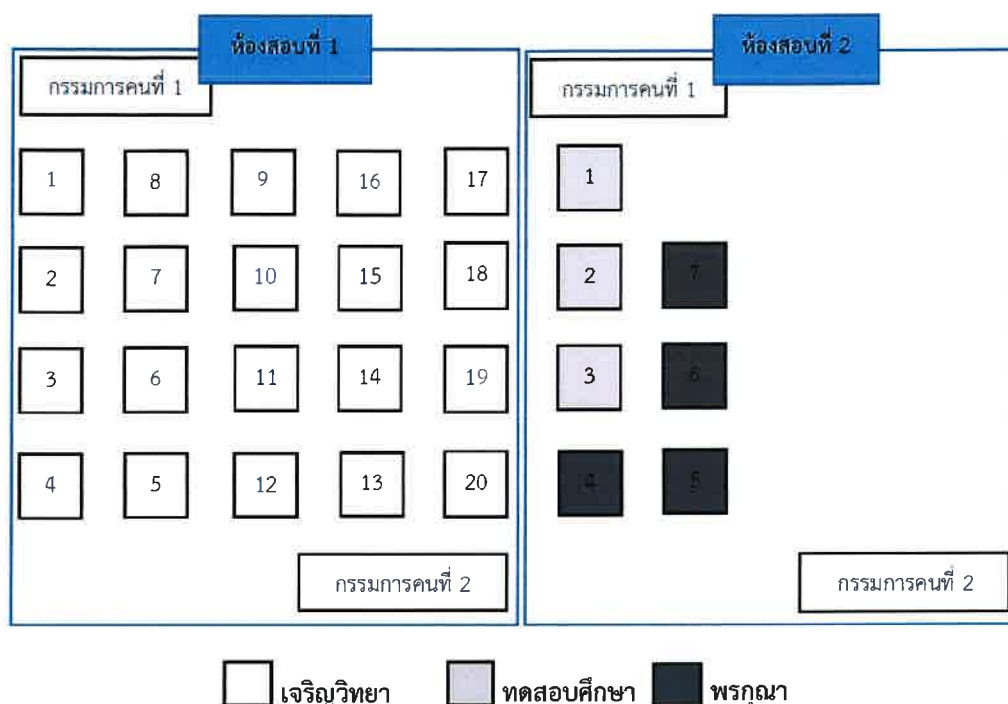 ห้องสอบที่ 1
กรรมการคนที่ 1
1 8 9 16 17
2 7 10 15 18
3 6 11 14 19
4 5 12 13 20
กรรมการคนที่ 2
ห้องสอบที่ 2
กรรมการคนที่ 1
1
2 7
3 6
4 5
กรรมการคนที่ 2
เจริญวิทยา ทดสอบศึกษา พรกุณา